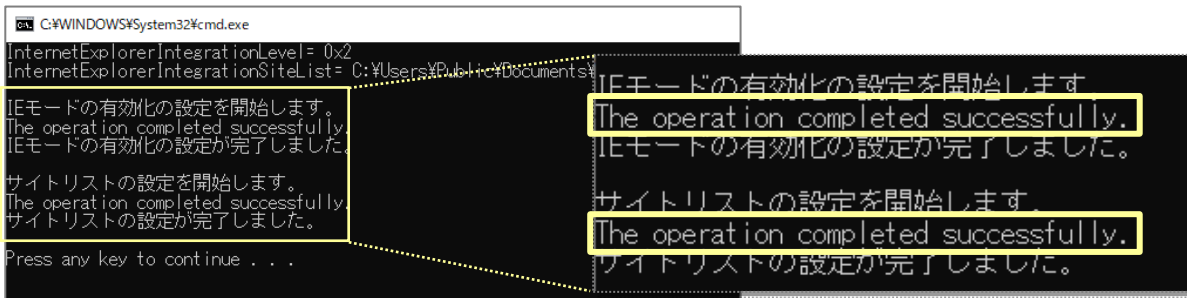 C:¥WINDOWS¥System32¥cmd.exe
InternetExplorerIntegrationLevel= 0x2
InternetExplorerIntegrationSiteList= C:¥Users¥Public¥Documents¥
IEモードの有効化の設定を開始します。
The operation completed successfully.
IEモードの有効化の設定が完了しました。
サイトリストの設定を開始します。
The operation completed successfully.
サイトリストの設定が完了しました。
Press any key to continue . . .
IEモードの有効化の設定を開始します。
The operation completed successfully.
IEモードの有効化の設定が完了しました。
サイトリストの設定を開始します。
The operation completed successfully.
サイトリストの設定が完了しました。